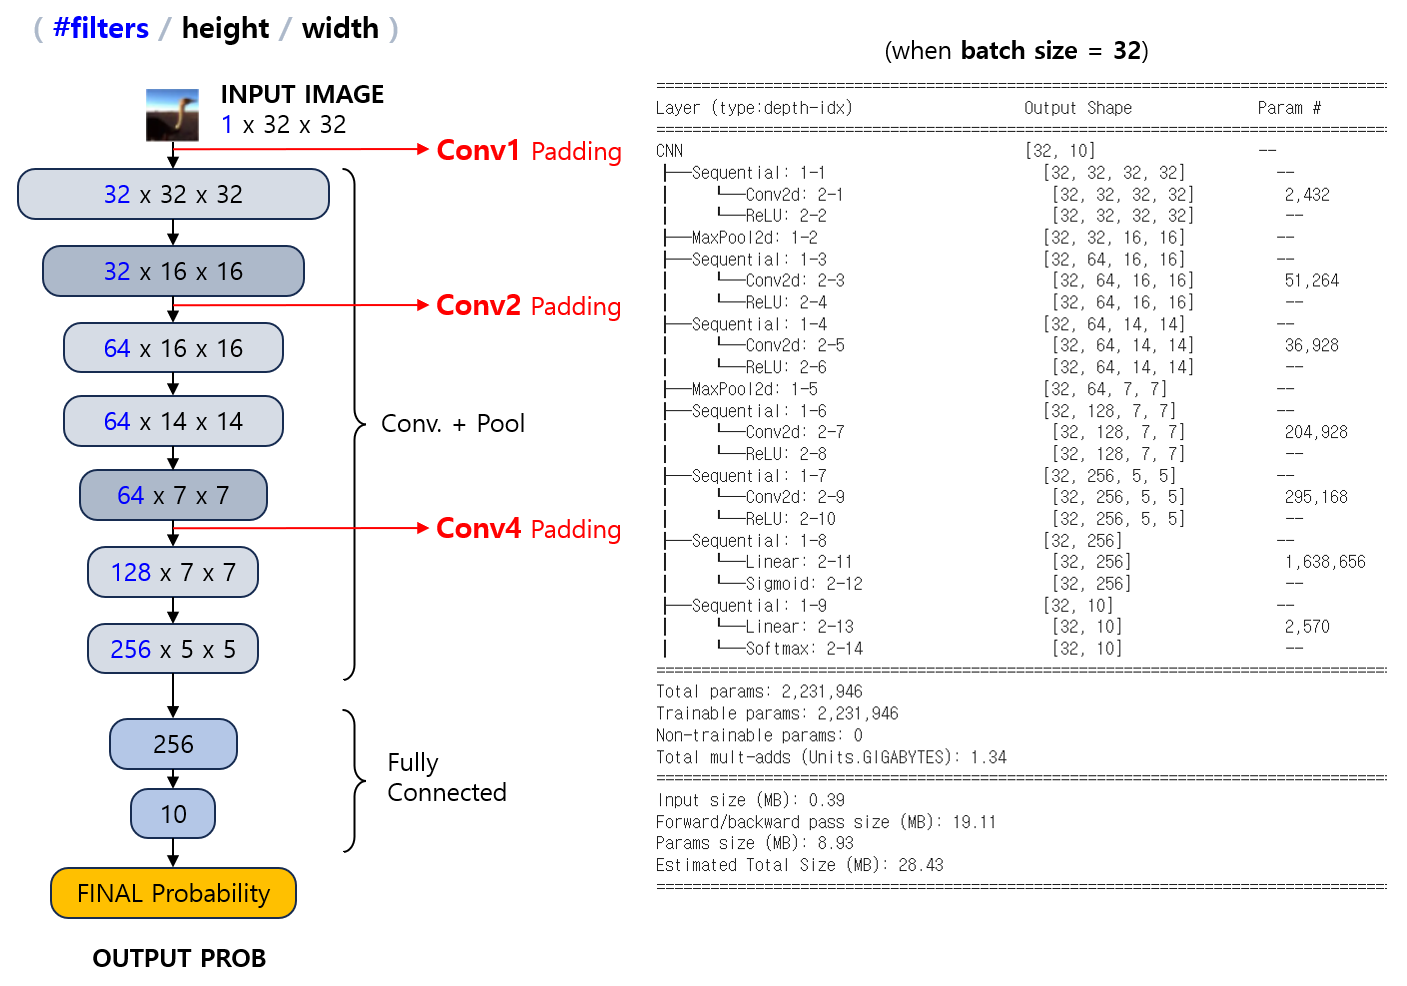 ( #filters / height / width )
INPUT IMAGE
1 x 32 x 32
Conv1 Padding
32 x 32 x 32
32 x 16 x 16
Conv2 Padding
64 x 16 x 16
64 x 14 x 14
Conv. + Pool
64 x 7 x 7
Conv4 Padding
128 x 7 x 7
256 x 5 x 5
256
Fully
Connected
10
FINAL Probability
OUTPUT PROB
(when batch size = 32)
==========================================================================================
Layer (type:depth-idx) Output Shape Param #
==========================================================================================
CNN [32, 10] --
├──Sequential: 1-1 [32, 32, 32, 32] --
│ └──Conv2d: 2-1 [32, 32, 32, 32] 2,432
│ └──ReLU: 2-2 [32, 32, 32, 32] --
├──MaxPool2d: 1-2 [32, 32, 16, 16] --
├──Sequential: 1-3 [32, 64, 16, 16] --
│ └──Conv2d: 2-3 [32, 64, 16, 16] 51,264
│ └──ReLU: 2-4 [32, 64, 16, 16] --
├──Sequential: 1-4 [32, 64, 14, 14] --
│ └──Conv2d: 2-5 [32, 64, 14, 14] 36,928
│ └──ReLU: 2-6 [32, 64, 14, 14] --
├──MaxPool2d: 1-5 [32, 64, 7, 7] --
├──Sequential: 1-6 [32, 128, 7, 7] --
│ └──Conv2d: 2-7 [32, 128, 7, 7] 204,928
│ └──ReLU: 2-8 [32, 128, 7, 7] --
├──Sequential: 1-7 [32, 256, 5, 5] --
│ └──Conv2d: 2-9 [32, 256, 5, 5] 295,168
│ └──ReLU: 2-10 [32, 256, 5, 5] --
├──Sequential: 1-8 [32, 256] --
│ └──Linear: 2-11 [32, 256] 1,638,656
│ └──Sigmoid: 2-12 [32, 256] --
├──Sequential: 1-9 [32, 10] --
│ └──Linear: 2-13 [32, 10] 2,570
│ └──Softmax: 2-14 [32, 10] --
==========================================================================================
Total params: 2,231,946
Trainable params: 2,231,946
Non-trainable params: 0
Total mult-adds (Units.GIGABYTES): 1.34
==========================================================================================
Input size (MB): 0.39
Forward/backward pass size (MB): 19.11
Params size (MB): 8.93
Estimated Total Size (MB): 28.43
==========================================================================================